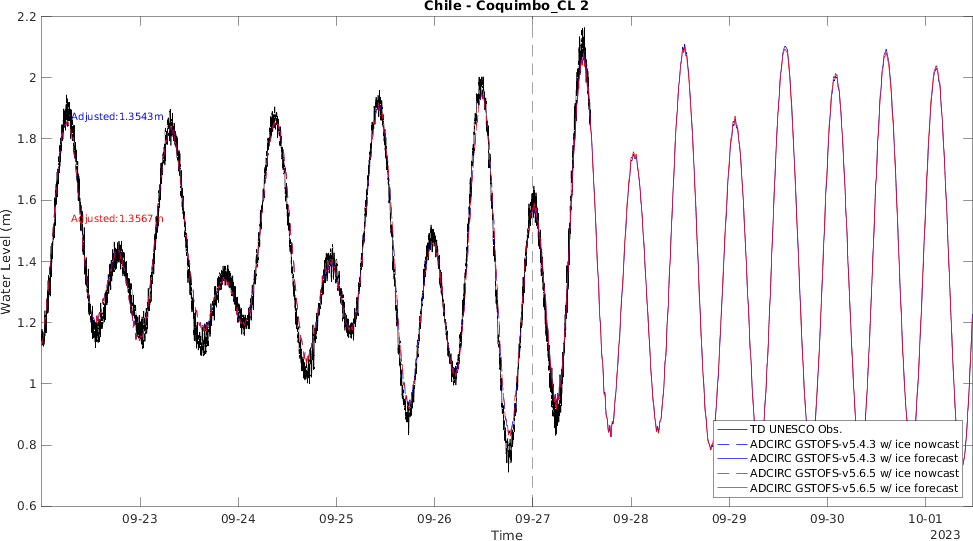 Chile - Coquimbo_CL 2
2.2
2
1.8
1.6
1.4
1.2
1
0.8
0.6
Water Level (m)
Adjusted:1.3543m
Adjusted:1.3567m
TD UNESCO Obs.
ADCIRC GSTOFS-v5.4.3 w/ ice nowcast
ADCIRC GSTOFS-v5.4.3 w/ ice forecast
ADCIRC GSTOFS-v5.6.5 w/ ice nowcast
ADCIRC GSTOFS-v5.6.5 w/ ice forecast
09-23 09-24 09-25 09-26 09-27 09-28 09-29 09-30 10-01
Time
2023